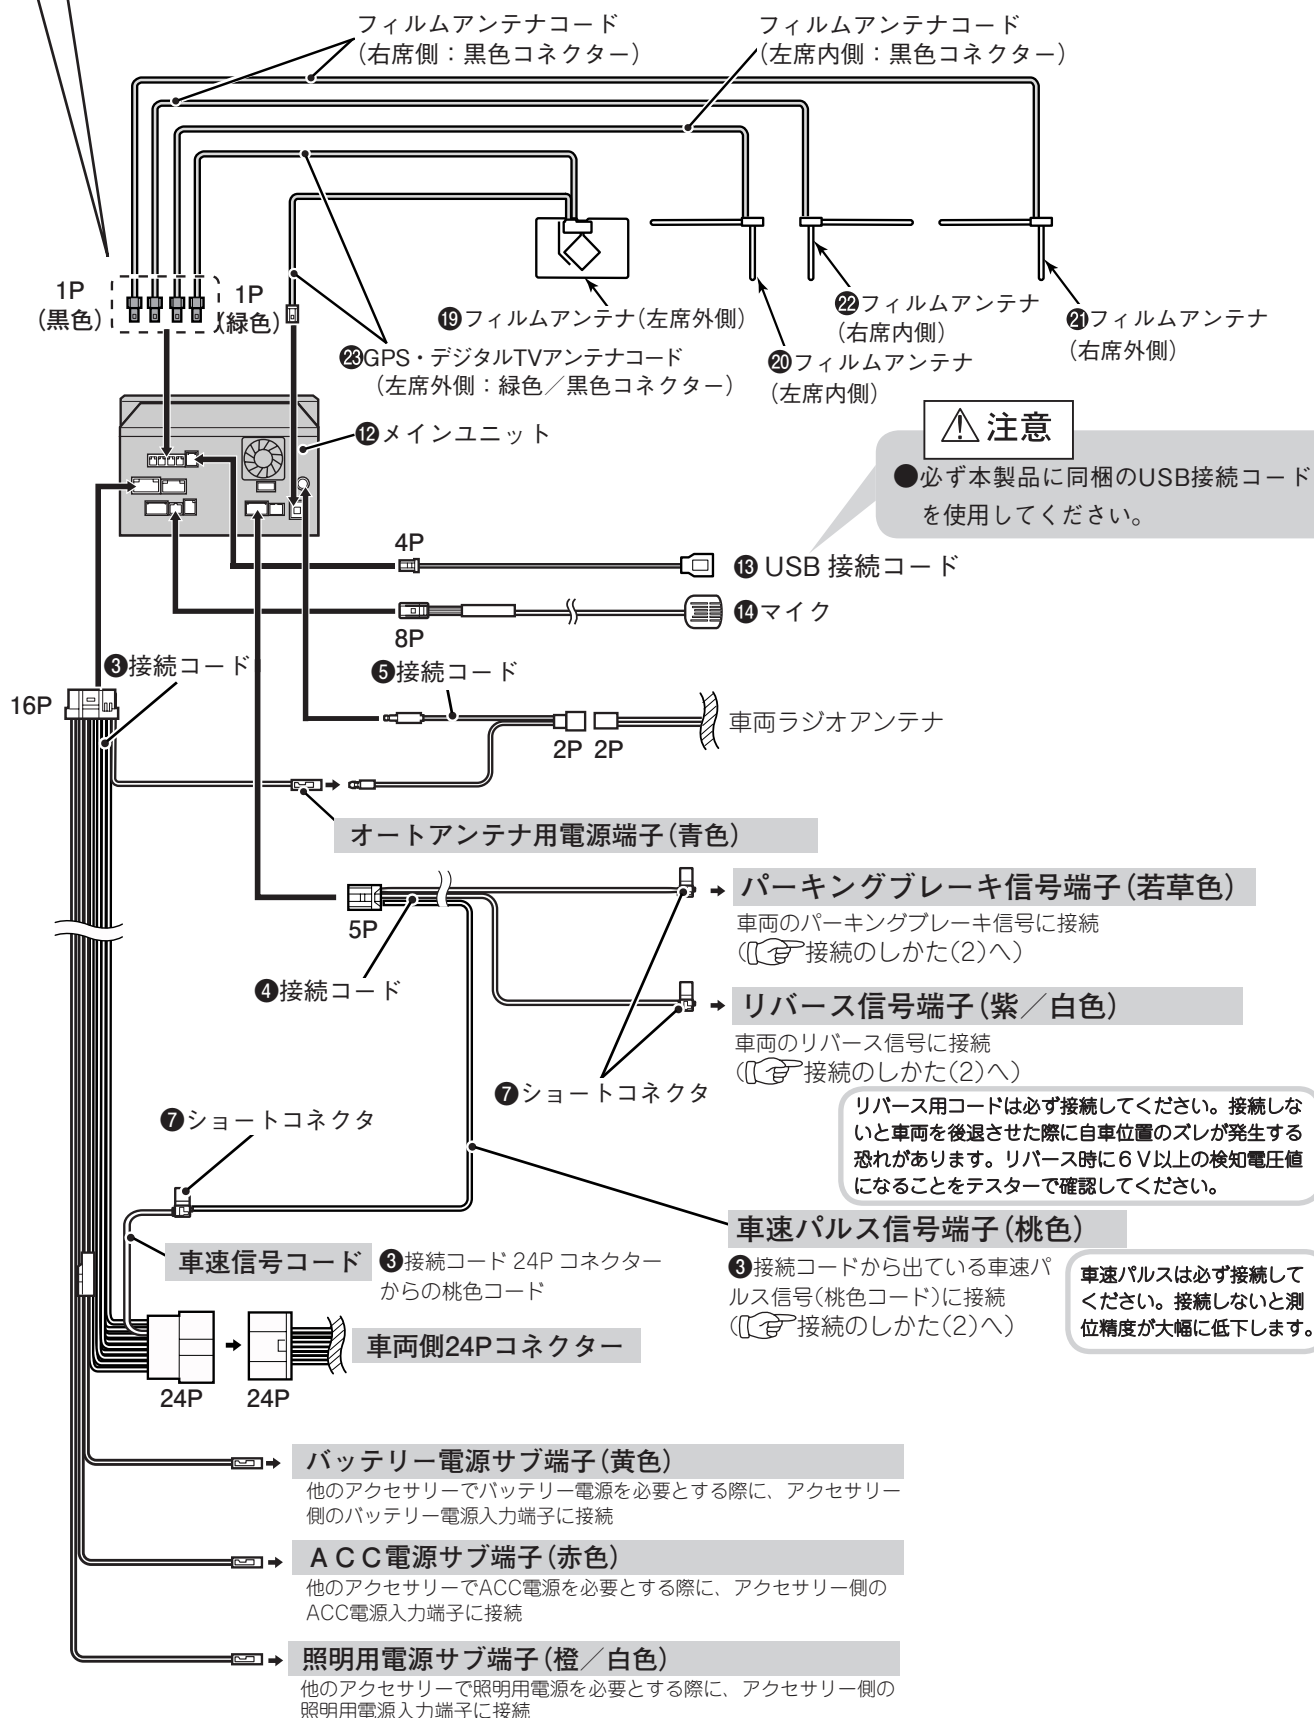 フィルムアンテナコード
(右席側：黒色コネクター)
フィルムアンテナコード
(左席内側：黒色コネクター)
1P
(黒色)
1P
(緑色)
⓳フィルムアンテナ(左席外側)
㉒フィルムアンテナ
(右席内側)
㉑フィルムアンテナ
(右席外側)
㉓GPS・デジタルTVアンテナコード
(左席外側：緑色／黒色コネクター)
⓴フィルムアンテナ
(左席内側)
⓬メインユニット
注意
●必ず本製品に同梱のUSB接続コード
を使用してください。
4P
⓭ USB 接続コード
⓮マイク
8P
❸接続コード
❺接続コード
16P
車両ラジオアンテナ
2P 2P
オートアンテナ用電源端子(青色)
パーキングブレーキ信号端子(若草色)
5P
車両のパーキングブレーキ信号に接続
(☞接続のしかた(2)へ)
❹接続コード
リバース信号端子(紫／白色)
車両のリバース信号に接続
(☞接続のしかた(2)へ)
❼ショートコネクタ
❼ショートコネクタ
リバース用コードは必ず接続してください。接続しな
いと車両を後退させた際に自車位置のズレが発生する
恐れがあります。リバース時に６Ｖ以上の検知電圧値
になることをテスターで確認してください。
車速パルス信号端子(桃色)
車速信号コード
❸接続コード 24P コネクター
からの桃色コード
❸接続コードから出ている車速パ
ルス信号(桃色コード)に接続
(☞接続のしかた(2)へ)
車速パルスは必ず接続して
ください。接続しないと測
位精度が大幅に低下します。
車両側24Pコネクター
24P
24P
バッテリー電源サブ端子(黄色)
他のアクセサリーでバッテリー電源を必要とする際に、アクセサリー
側のバッテリー電源入力端子に接続
ＡＣＣ電源サブ端子(赤色)
他のアクセサリーでACC電源を必要とする際に、アクセサリー側の
ACC電源入力端子に接続
照明用電源サブ端子(橙／白色)
他のアクセサリーで照明用電源を必要とする際に、アクセサリー側の
照明用電源入力端子に接続